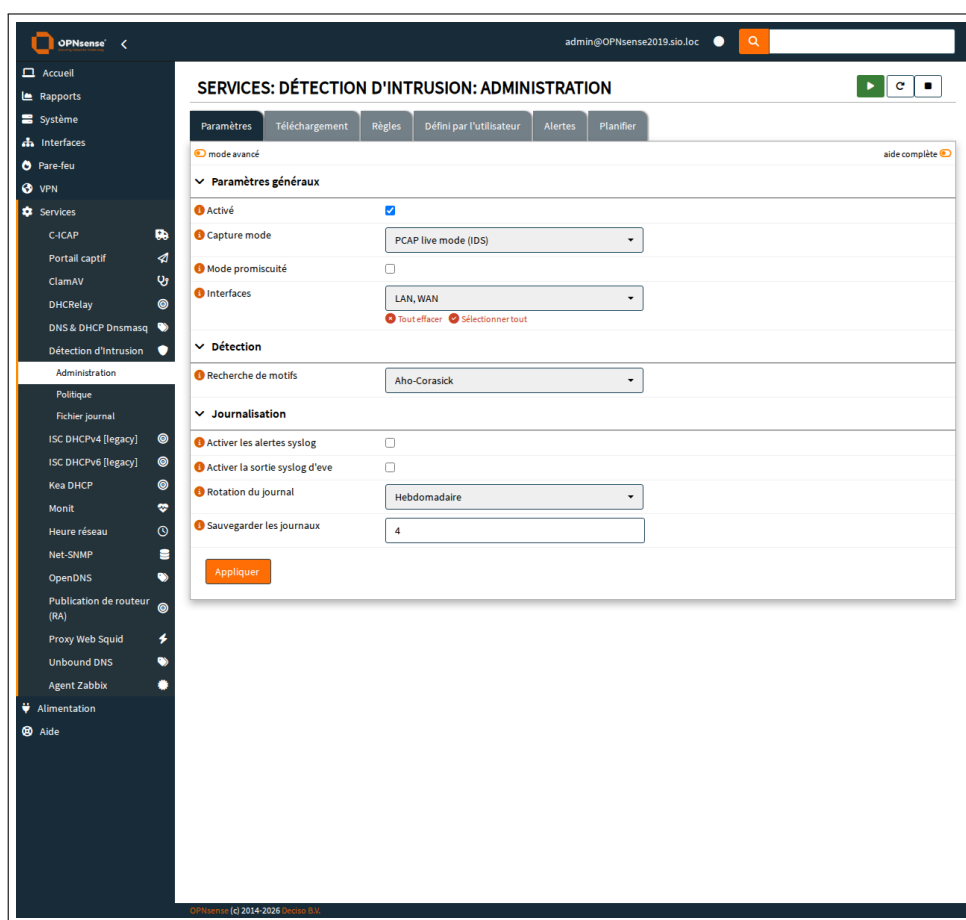 OPNsense
admin@OPNsense2019.sio.loc
Accueil
Rapports
Système
Interfaces
Pare-feu
VPN
Services
C-ICAP
Portail captif
ClamAV
DHCRelay
DNS & DHCP Dnsmasq
Détection d'Intrusion
Administration
Politique
Fichier journal
ISC DHCPv4 [legacy]
ISC DHCPv6 [legacy]
Kea DHCP
Monit
Heure réseau
Net-SNMP
OpenDNS
Publication de routeur
(RA)
Proxy Web Squid
Unbound DNS
Agent Zabbix
Alimentation
Aide
SERVICES: DÉTECTION D'INTRUSION: ADMINISTRATION
Paramètres Téléchargement Règles Défini par l'utilisateur Alertes Planifier
mode avancé aide complète
Paramètres généraux
Activé
Capture mode PCAP live mode (IDS)
Mode promiscuité
Interfaces LAN, WAN
Tout effacer Sélectionner tout
Détection
Recherche de motifs Aho-Corasick
Journalisation
Activer les alertes syslog
Activer la sortie syslog d'eve
Rotation du journal Hebdomadaire
Sauvegarder les journaux 4
Appliquer
OPNsense (c) 2014-2026 Deciso B.V.